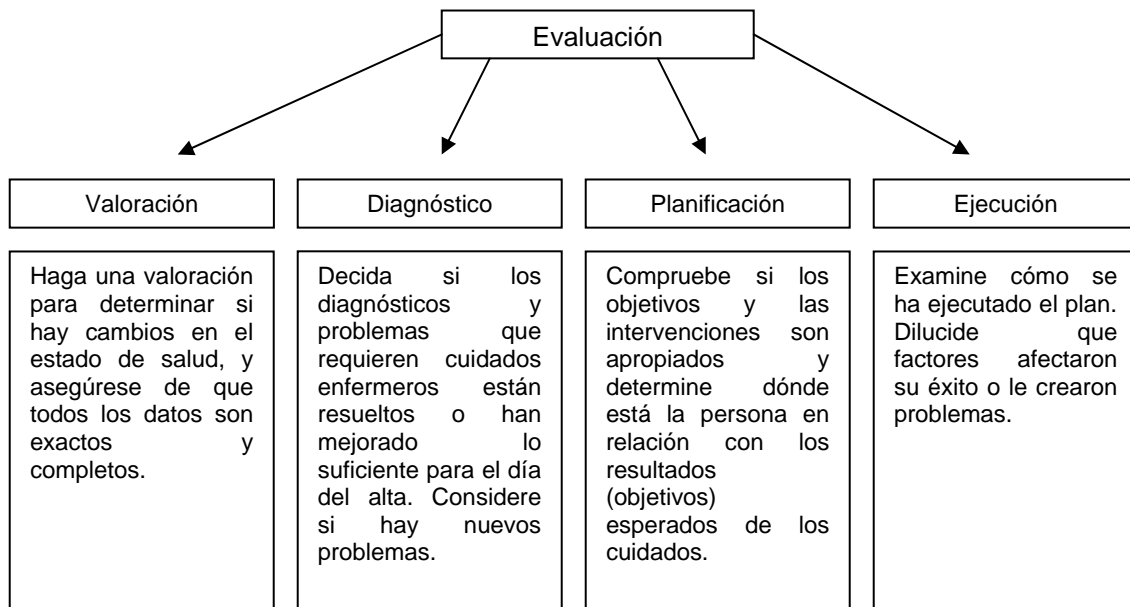 Evaluación
Valoración
Diagnóstico
Planificación
Ejecución
Haga una valoración
para determinar si
hay cambios en el
estado de salud, y
asegúrese de que
todos los datos son
exactos y
completos.
Decida si los
diagnósticos y
problemas que
requieren cuidados
enfermeros están
resueltos o han
mejorado lo
suficiente para el día
del alta. Considere
si hay nuevos
problemas.
Compruebe si los
objetivos y las
intervenciones son
apropiados y
determine dónde
está la persona en
relación con los
resultados
(objetivos)
esperados de los
cuidados.
Examine cómo se
ha ejecutado el plan.
Dilucide que
factores afectaron
su éxito o le crearon
problemas.